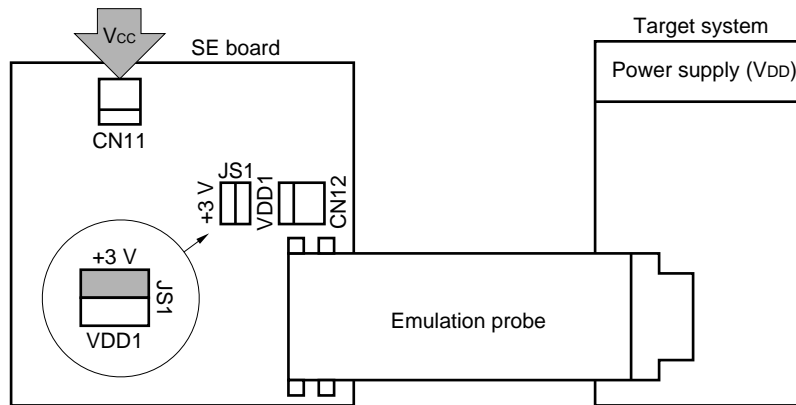 Target system
VCC
SE board
Power supply (VDD)
CN11
JS1
+3 V
VDD1
CN12
+3 V
JS1
VDD1
Emulation probe